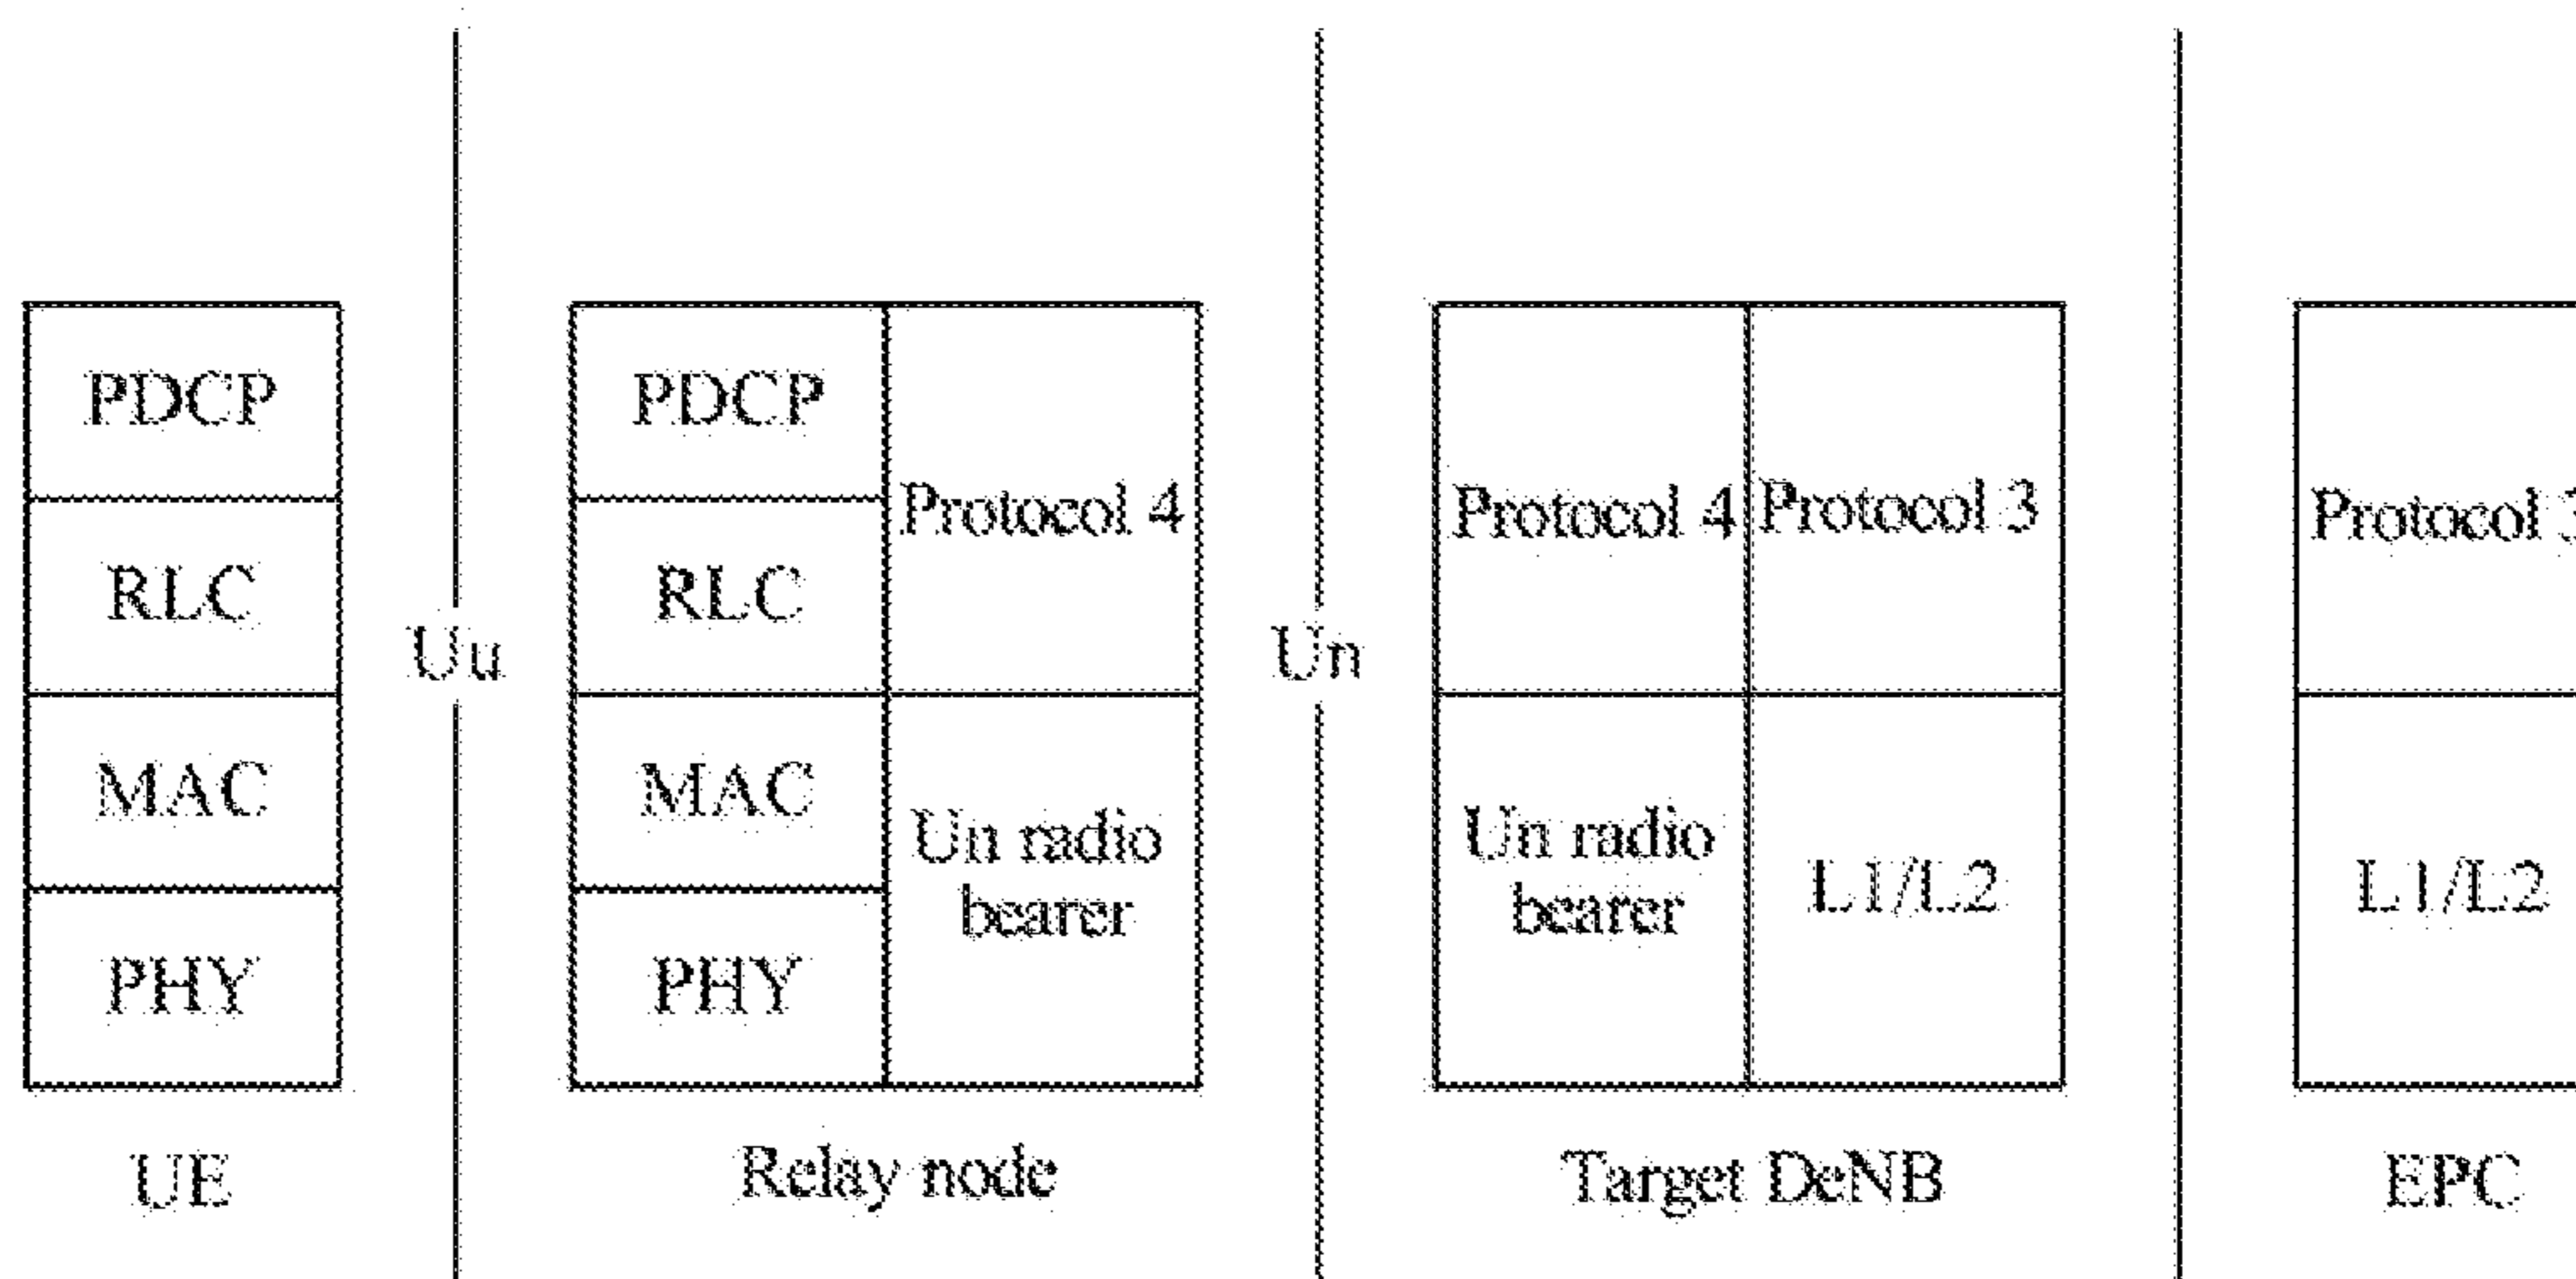 PDCP
RLC
MAC
PHY
UE
Uu
PDCP
RLC
MAC
PHY
Protocol 4
Un radio
bearer
Relay node
Un
Protocol 4
Un radio
bearer
Protocol 3
L1/L2
Target DeNB
Protocol
L1/L2
EPC